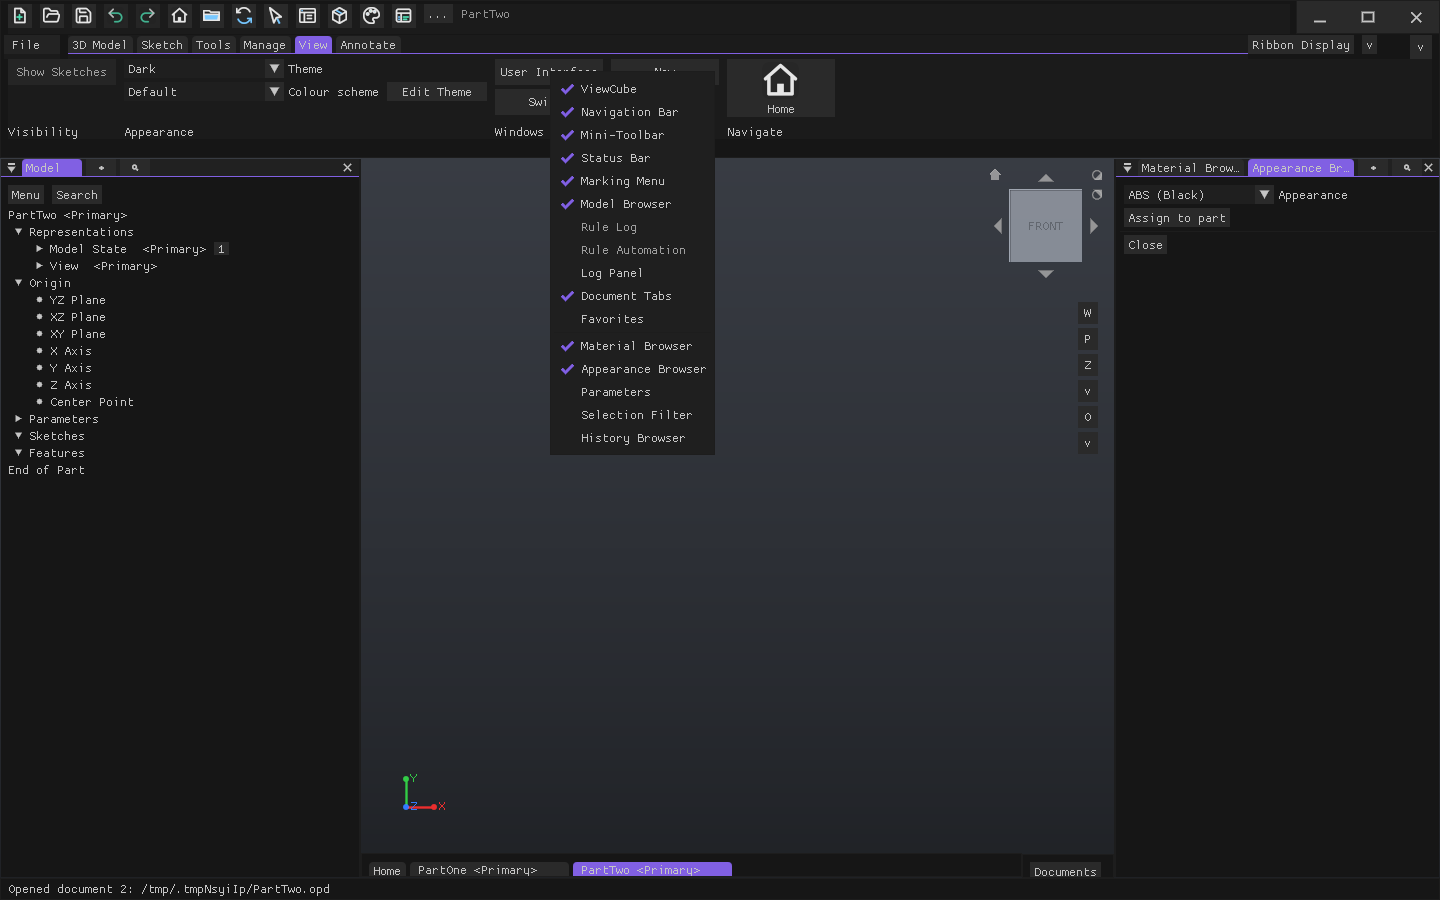 ... PartTwo
File 3D Model Sketch Tools Manage View Annotate Ribbon Display v v
Show Sketches Dark Theme User Interface
Default Colour scheme Edit Theme
Home
Visibility Appearance Windows Navigate
ViewCube
Navigation Bar
Mini-Toolbar
Status Bar
Marking Menu
Model Browser
Rule Log
Rule Automation
Log Panel
Document Tabs
Favorites
Material Browser
Appearance Browser
Parameters
Selection Filter
History Browser
Model
Menu Search
PartTwo <Primary>
Representations
Model State <Primary> 1
View <Primary>
Origin
YZ Plane
XZ Plane
XY Plane
X Axis
Y Axis
Z Axis
Center Point
Parameters
Sketches
Features
End of Part
FRONT
W
P
Z
v
O
v
Y
Z X
Material Brow… Appearance Br…
ABS (Black) Appearance
Assign to part
Close
Home PartOne <Primary> PartTwo <Primary> Documents
Opened document 2: /tmp/.tmpNsyiIp/PartTwo.opd